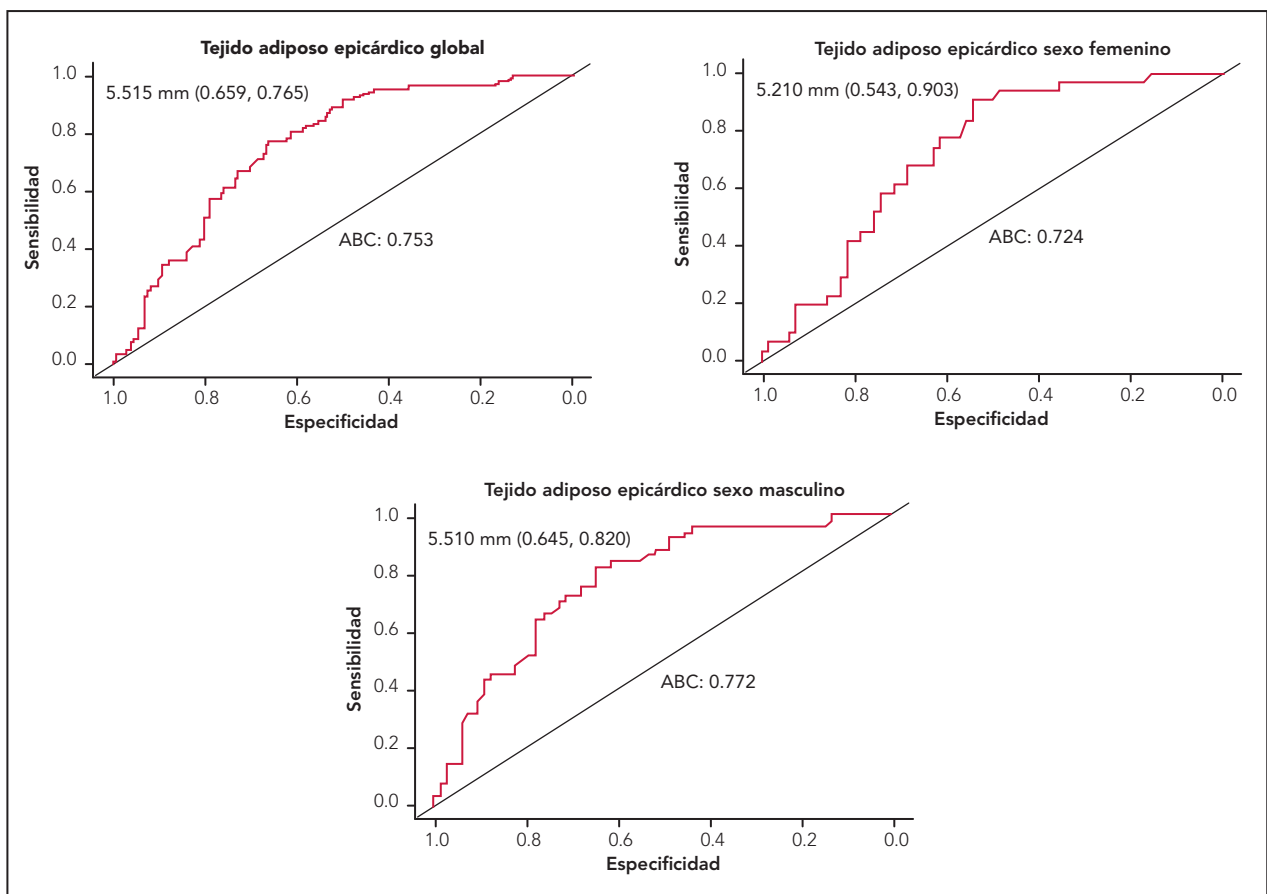 Tejido adiposo epicárdico global
5.515 mm (0.659, 0.765)
ABC: 0.753
Sensibilidad
1.0
0.8
0.6
0.4
0.2
0.0
1.0 0.8 0.6 0.4 0.2 0.0
Especificidad
Tejido adiposo epicárdico sexo femenino
5.210 mm (0.543, 0.903)
ABC: 0.724
Sensibilidad
1.0
0.8
0.6
0.4
0.2
0.0
1.0 0.8 0.6 0.4 0.2 0.0
Especificidad
Tejido adiposo epicárdico sexo masculino
5.510 mm (0.645, 0.820)
ABC: 0.772
Sensibilidad
1.0
0.8
0.6
0.4
0.2
0.0
1.0 0.8 0.6 0.4 0.2 0.0
Especificidad